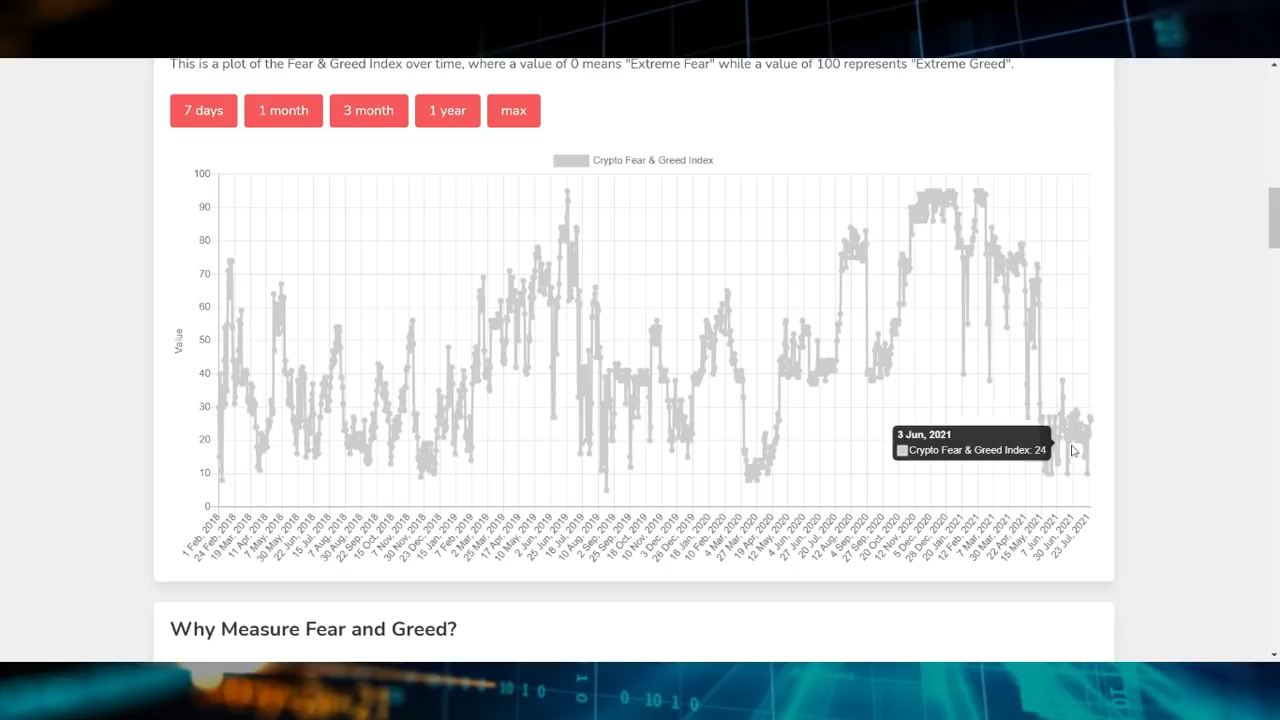 This is a plot of the Fear & Greed Index over time, where a value of 0 means "Extreme Fear" while a value of 100 represents "Extreme Greed".
7 days
1 month
3 month
1 year
max
Crypto Fear & Greed Index
100
90
80
70
60
50
40
30
20
10
0
Value
3 Jun, 2021
Crypto Fear & Greed Index: 24
1 Feb, 2018
24 Feb, 2018
19 Mar, 2018
11 Apr, 2018
7 May, 2018
30 May, 2018
22 Jun, 2018
15 Jul, 2018
7 Aug, 2018
30 Aug, 2018
22 Sep, 2018
15 Oct, 2018
7 Nov, 2018
30 Nov, 2018
23 Dec, 2018
15 Jan, 2019
7 Feb, 2019
2 Mar, 2019
25 Mar, 2019
17 Apr, 2019
10 May, 2019
2 Jun, 2019
25 Jun, 2019
18 Jul, 2019
10 Aug, 2019
2 Sep, 2019
25 Sep, 2019
18 Oct, 2019
10 Nov, 2019
3 Dec, 2019
26 Dec, 2019
18 Jan, 2020
10 Feb, 2020
4 Mar, 2020
27 Mar, 2020
19 Apr, 2020
12 May, 2020
4 Jun, 2020
27 Jun, 2020
20 Jul, 2020
12 Aug, 2020
4 Sep, 2020
27 Sep, 2020
20 Oct, 2020
12 Nov, 2020
5 Dec, 2020
28 Dec, 2020
20 Jan, 2021
12 Feb, 2021
7 Mar, 2021
30 Mar, 2021
22 Apr, 2021
15 May, 2021
7 Jun, 2021
30 Jun, 2021
23 Jul, 2021
Why Measure Fear and Greed?
10 1 0
1 0
0 10 1 0